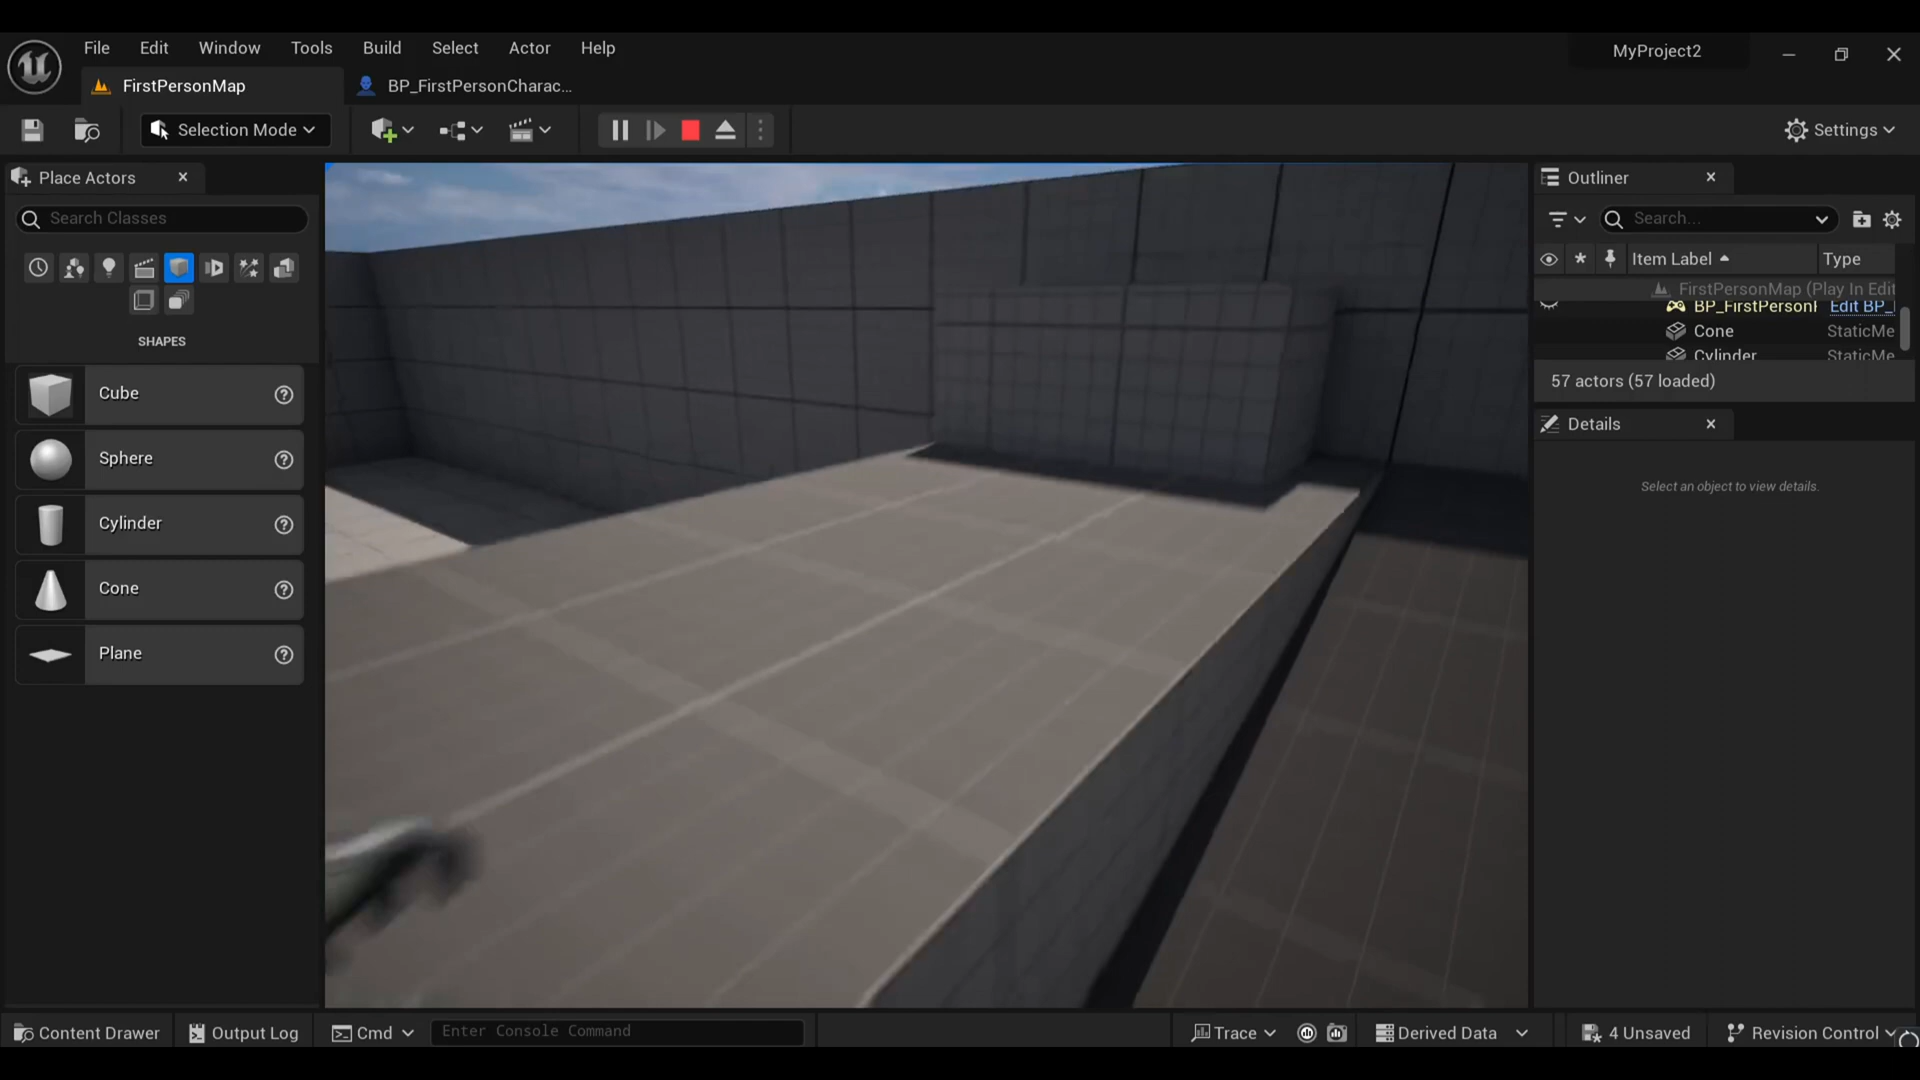 File Edit Window Tools Build Select Actor Help
MyProject2
FirstPersonMap
BP_FirstPersonCharac...
Selection Mode
Settings
Place Actors
Search Classes
SHAPES
Cube
Sphere
Cylinder
Cone
Plane
Outliner
Search...
Item Label Type
FirstPersonMap (Play In Edit
BP_FirstPerson Edit BP_
Cone StaticMe
Cylinder StaticMe
57 actors (57 loaded)
Details
Select an object to view details.
Content Drawer Output Log Cmd Enter Console Command Trace Derived Data 4 Unsaved Revision Control